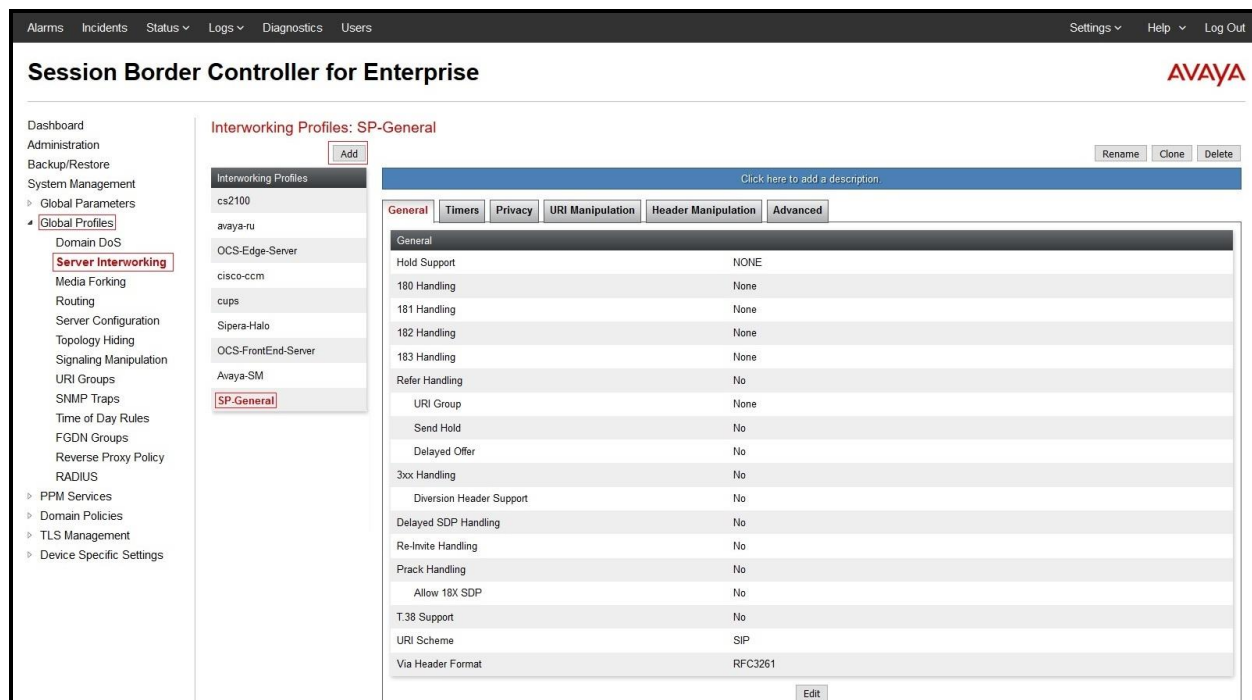 Alarms Incidents Status Logs Diagnostics Users Settings Help Log Out
Session Border Controller for Enterprise
AVAYA
Dashboard
Administration
Backup/Restore
System Management
Global Parameters
Global Profiles
Domain DoS
Server Interworking
Media Forking
Routing
Server Configuration
Topology Hiding
Signaling Manipulation
URI Groups
SNMP Traps
Time of Day Rules
FGDN Groups
Reverse Proxy Policy
RADIUS
PPM Services
Domain Policies
TLS Management
Device Specific Settings
Interworking Profiles: SP-General
Add
Rename Clone Delete
Interworking Profiles
cs2100
avaya-ru
OCS-Edge-Server
cisco-ccm
cups
Sipera-Halo
OCS-FrontEnd-Server
Avaya-SM
SP-General
Click here to add a description.
General Timers Privacy URI Manipulation Header Manipulation Advanced
General
Hold Support NONE
180 Handling None
181 Handling None
182 Handling None
183 Handling None
Refer Handling No
URI Group None
Send Hold No
Delayed Offer No
3xx Handling No
Diversion Header Support No
Delayed SDP Handling No
Re-Invite Handling No
Prack Handling No
Allow 18X SDP No
T.38 Support No
URI Scheme SIP
Via Header Format RFC3261
Edit